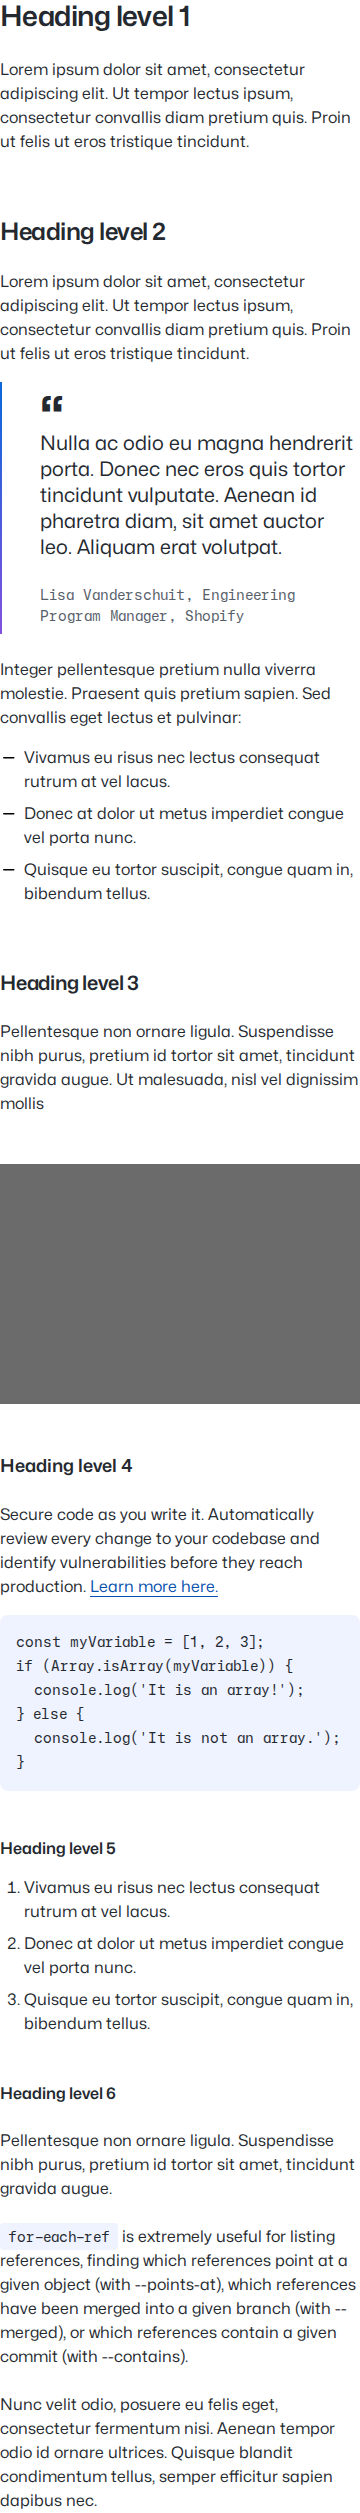 Heading level 1
Lorem ipsum dolor sit amet, consectetur
adipiscing elit. Ut tempor lectus ipsum,
consectetur convallis diam pretium quis. Proin
ut felis ut eros tristique tincidunt.
Heading level 2
Lorem ipsum dolor sit amet, consectetur
adipiscing elit. Ut tempor lectus ipsum,
consectetur convallis diam pretium quis. Proin
ut felis ut eros tristique tincidunt.
“
Nulla ac odio eu magna hendrerit
porta. Donec nec eros quis tortor
tincidunt vulputate. Aenean id
pharetra diam, sit amet auctor
leo. Aliquam erat volutpat.
Lisa Vanderschuit, Engineering
Program Manager, Shopify
Integer pellentesque pretium nulla viverra
molestie. Praesent quis pretium sapien. Sed
convallis eget lectus et pulvinar:
— Vivamus eu risus nec lectus consequat
rutrum at vel lacus.
— Donec at dolor ut metus imperdiet congue
vel porta nunc.
— Quisque eu tortor suscipit, congue quam in,
bibendum tellus.
Heading level 3
Pellentesque non ornare ligula. Suspendisse
nibh purus, pretium id tortor sit amet, tincidunt
gravida augue. Ut malesuada, nisl vel dignissim
mollis
Heading level 4
Secure code as you write it. Automatically
review every change to your codebase and
identify vulnerabilities before they reach
production. Learn more here.
const myVariable = [1, 2, 3];
if (Array.isArray(myVariable)) {
  console.log('It is an array!');
} else {
  console.log('It is not an array.');
}
Heading level 5
1. Vivamus eu risus nec lectus consequat
rutrum at vel lacus.
2. Donec at dolor ut metus imperdiet congue
vel porta nunc.
3. Quisque eu tortor suscipit, congue quam in,
bibendum tellus.
Heading level 6
Pellentesque non ornare ligula. Suspendisse
nibh purus, pretium id tortor sit amet, tincidunt
gravida augue.
for-each-ref is extremely useful for listing
references, finding which references point at a
given object (with --points-at), which references
have been merged into a given branch (with --
merged), or which references contain a given
commit (with --contains).
Nunc velit odio, posuere eu felis eget,
consectetur fermentum nisi. Aenean tempor
odio id ornare ultrices. Quisque blandit
condimentum tellus, semper efficitur sapien
dapibus nec.